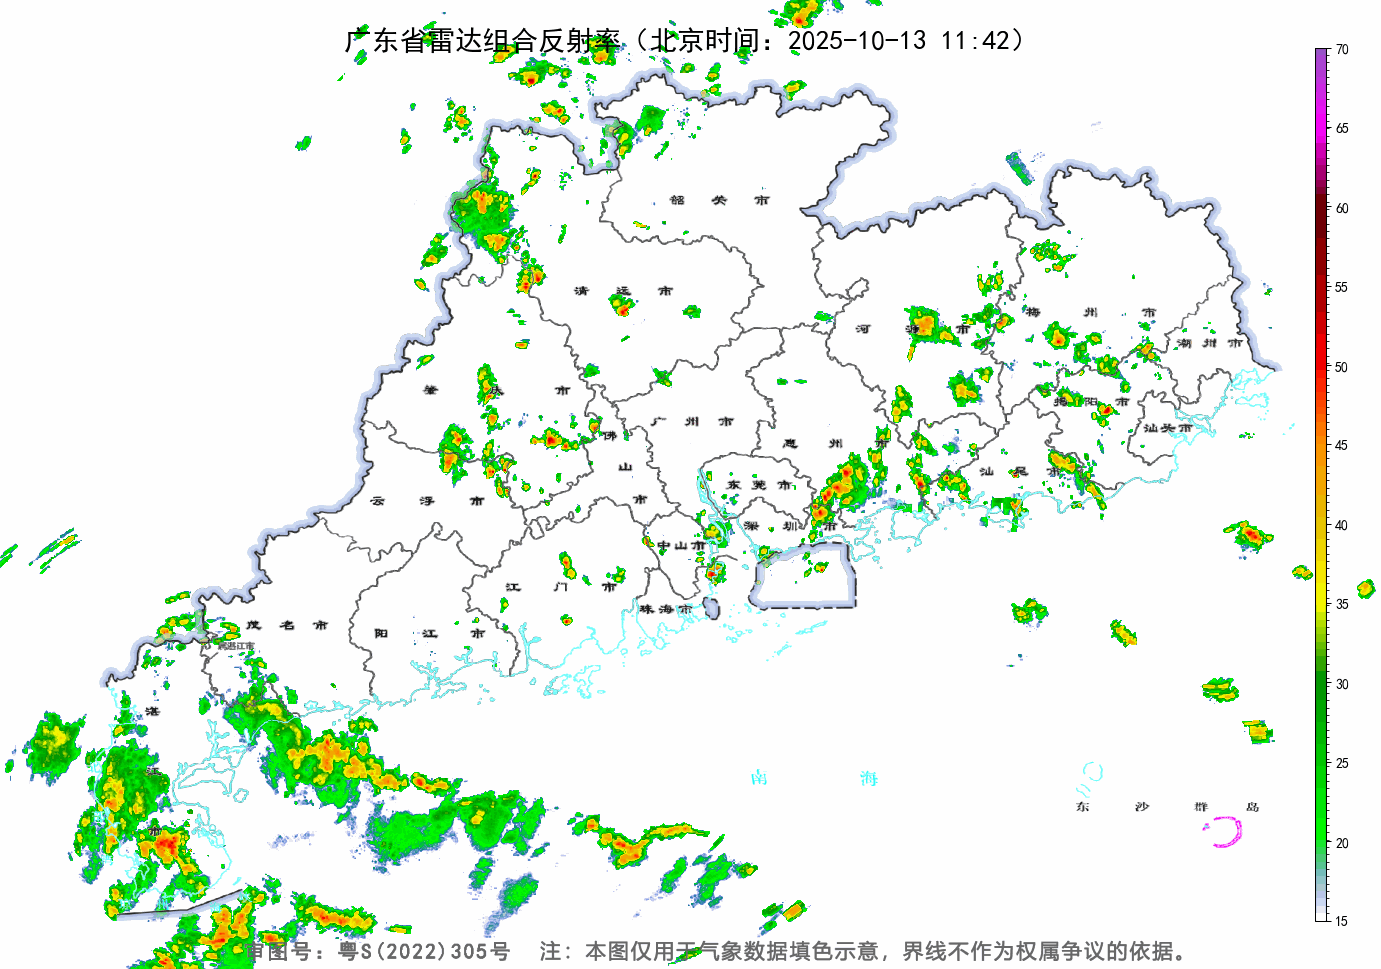 广东省雷达组合反射率（北京时间：2025-10-13 11:42）
70
65
60
55
50
45
40
35
30
25
20
15
韶关市
清远市
河源市
梅州市
潮州市
肇庆市
广州市
佛山市
惠州市
揭阳市
汕头市
汕尾市
东莞市
云浮市
深圳市
中山市
江门市
珠海市
茂名市
阳江市
属湛江市
湛江市
南海
东沙群岛
审图号：粤S(2022)305号 注：本图仅用于气象数据填色示意，界线不作为权属争议的依据。